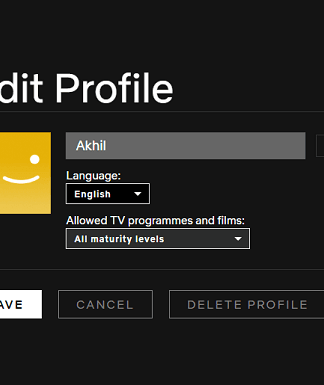 dit Profile
Akhil
Language:
English
Allowed TV programmes and films:
All maturity levels
AVE CANCEL DELETE PROFILE